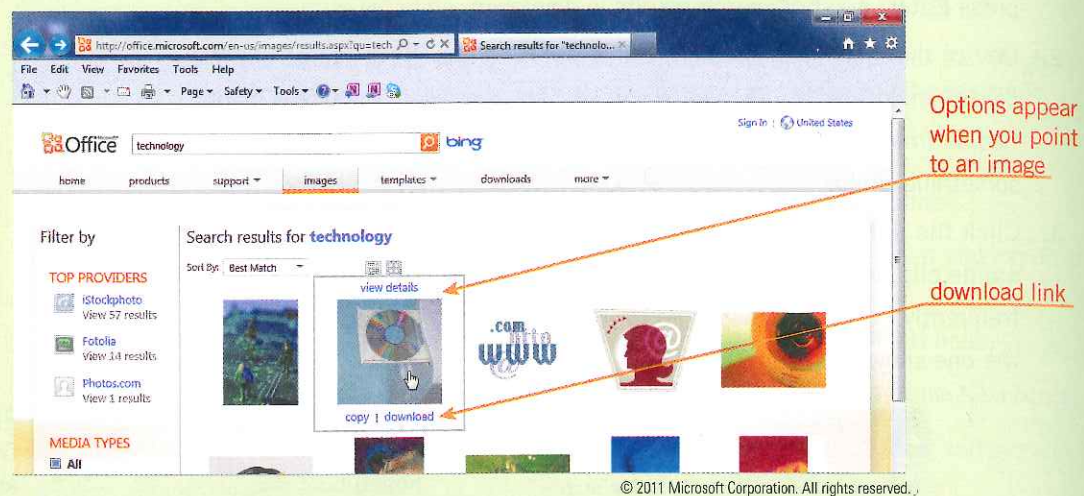 http://office.microsoft.com/en-us/images/results.aspx?qu=tech
Search results for "technolo...
File Edit View Favorites Tools Help
Page Safety Tools
Sign In | United States
Office
technology
bing
home products support images templates downloads more
Options appear
when you point
to an image
Filter by
Search results for technology
Sort By: Best Match
TOP PROVIDERS
view details
iStockphoto
View 57 results
.com
http
www
@
download link
Fotolia
View 14 results
Photos.com
View 1 results
copy | download
MEDIA TYPES
All
© 2011 Microsoft Corporation. All rights reserved.